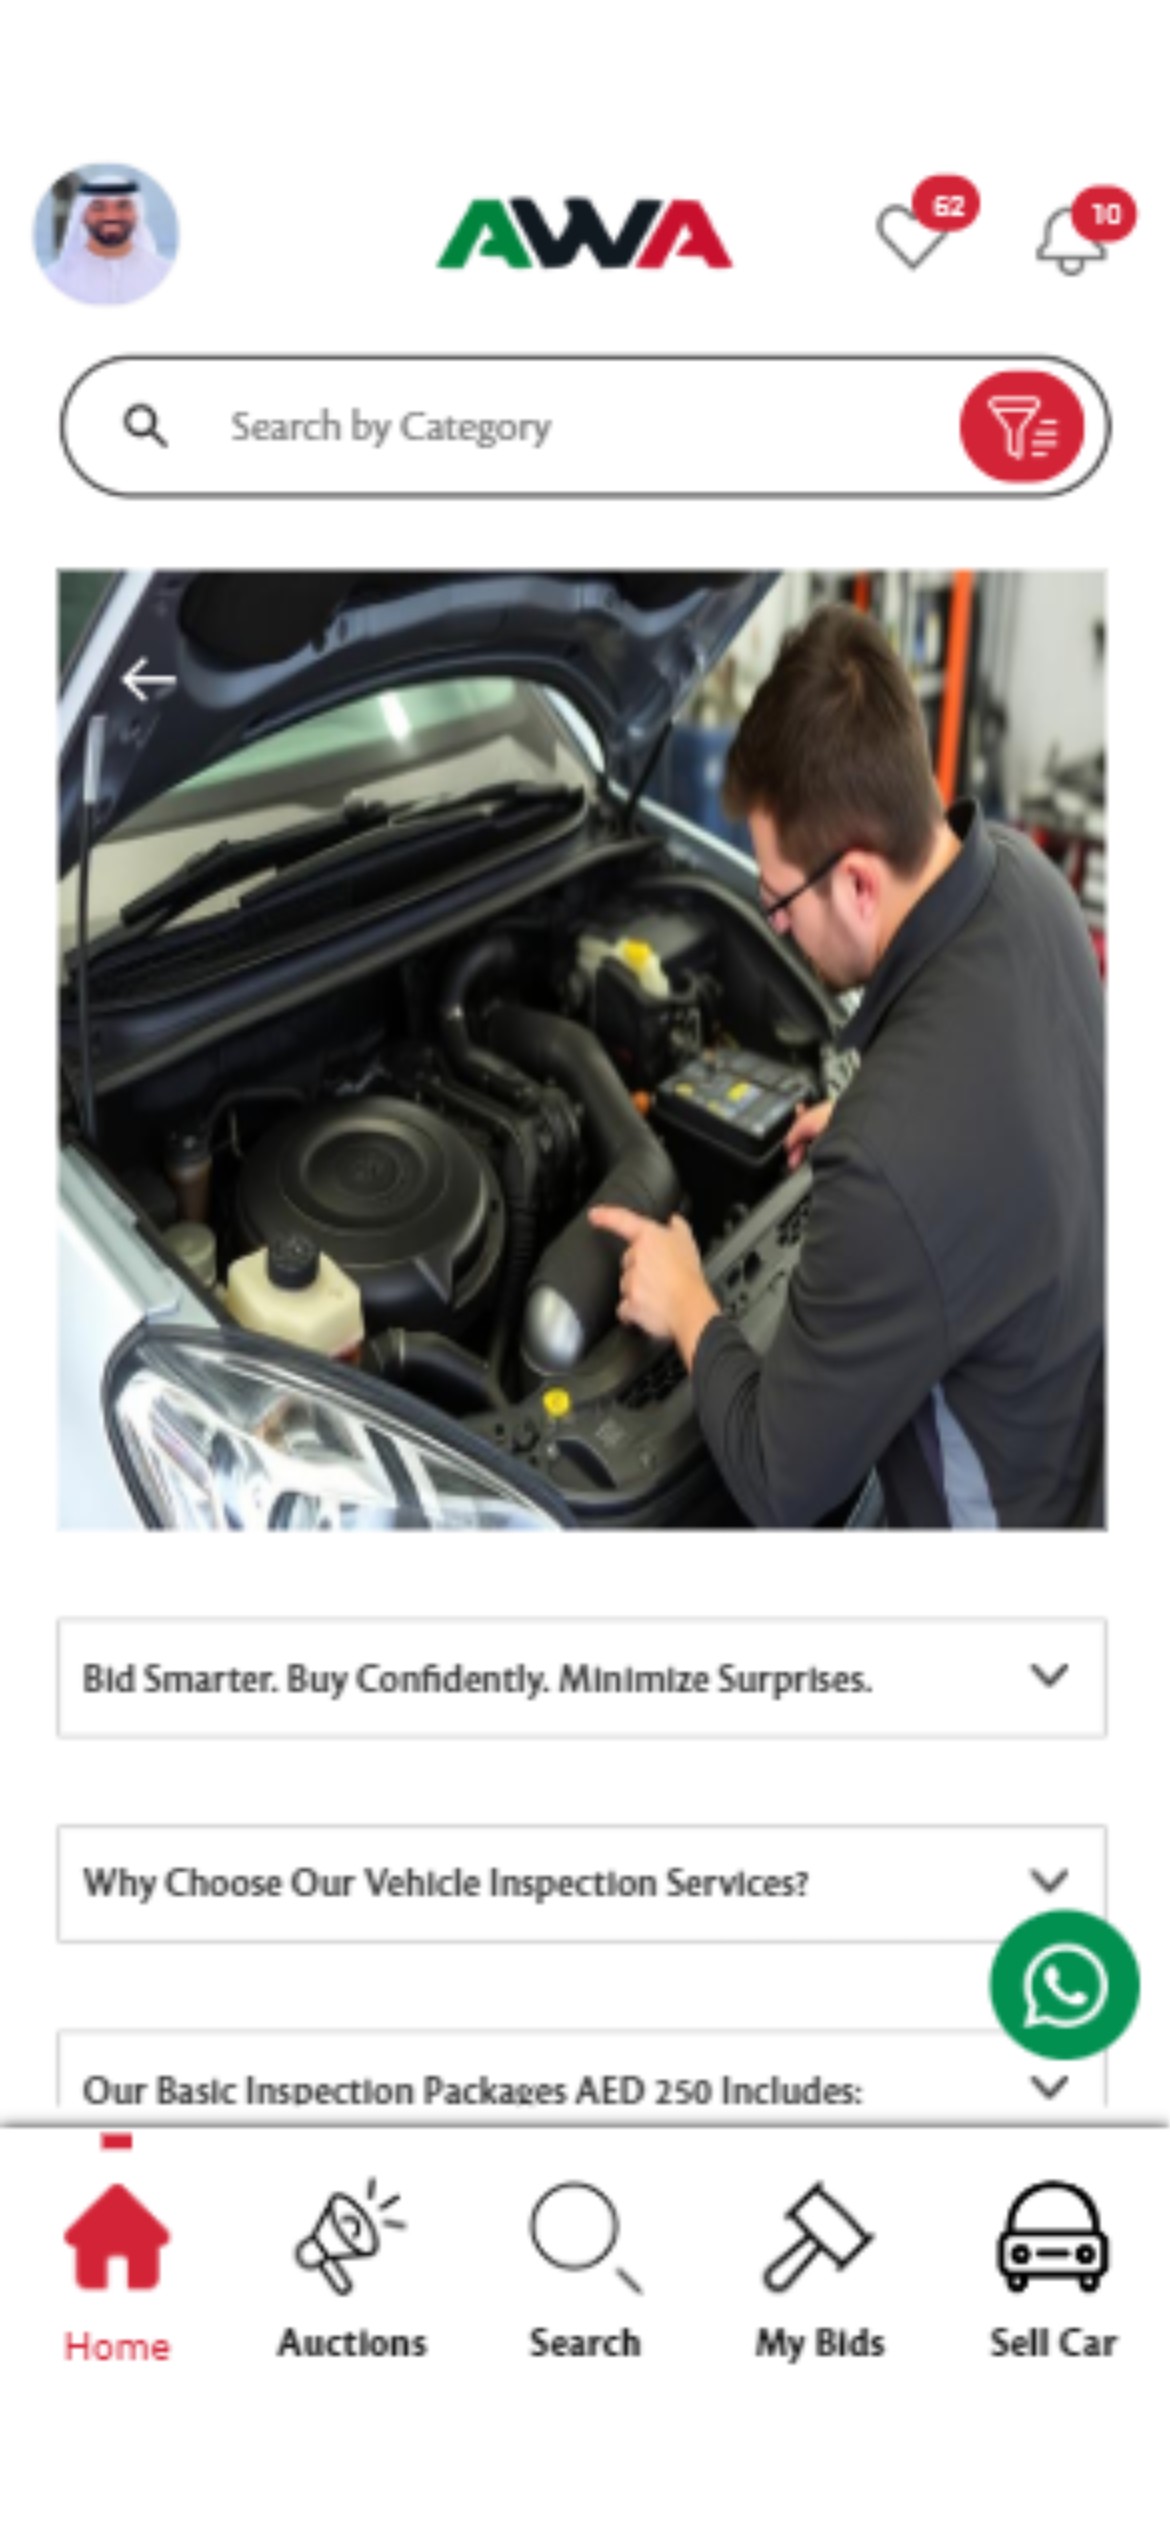 AWA
62
10
Search by Category
Bid Smarter. Buy Confidently. Minimize Surprises.
Why Choose Our Vehicle Inspection Services?
Our Basic Inspection Packages AED 250 Includes:
Home
Auctions
Search
My Bids
Sell Car